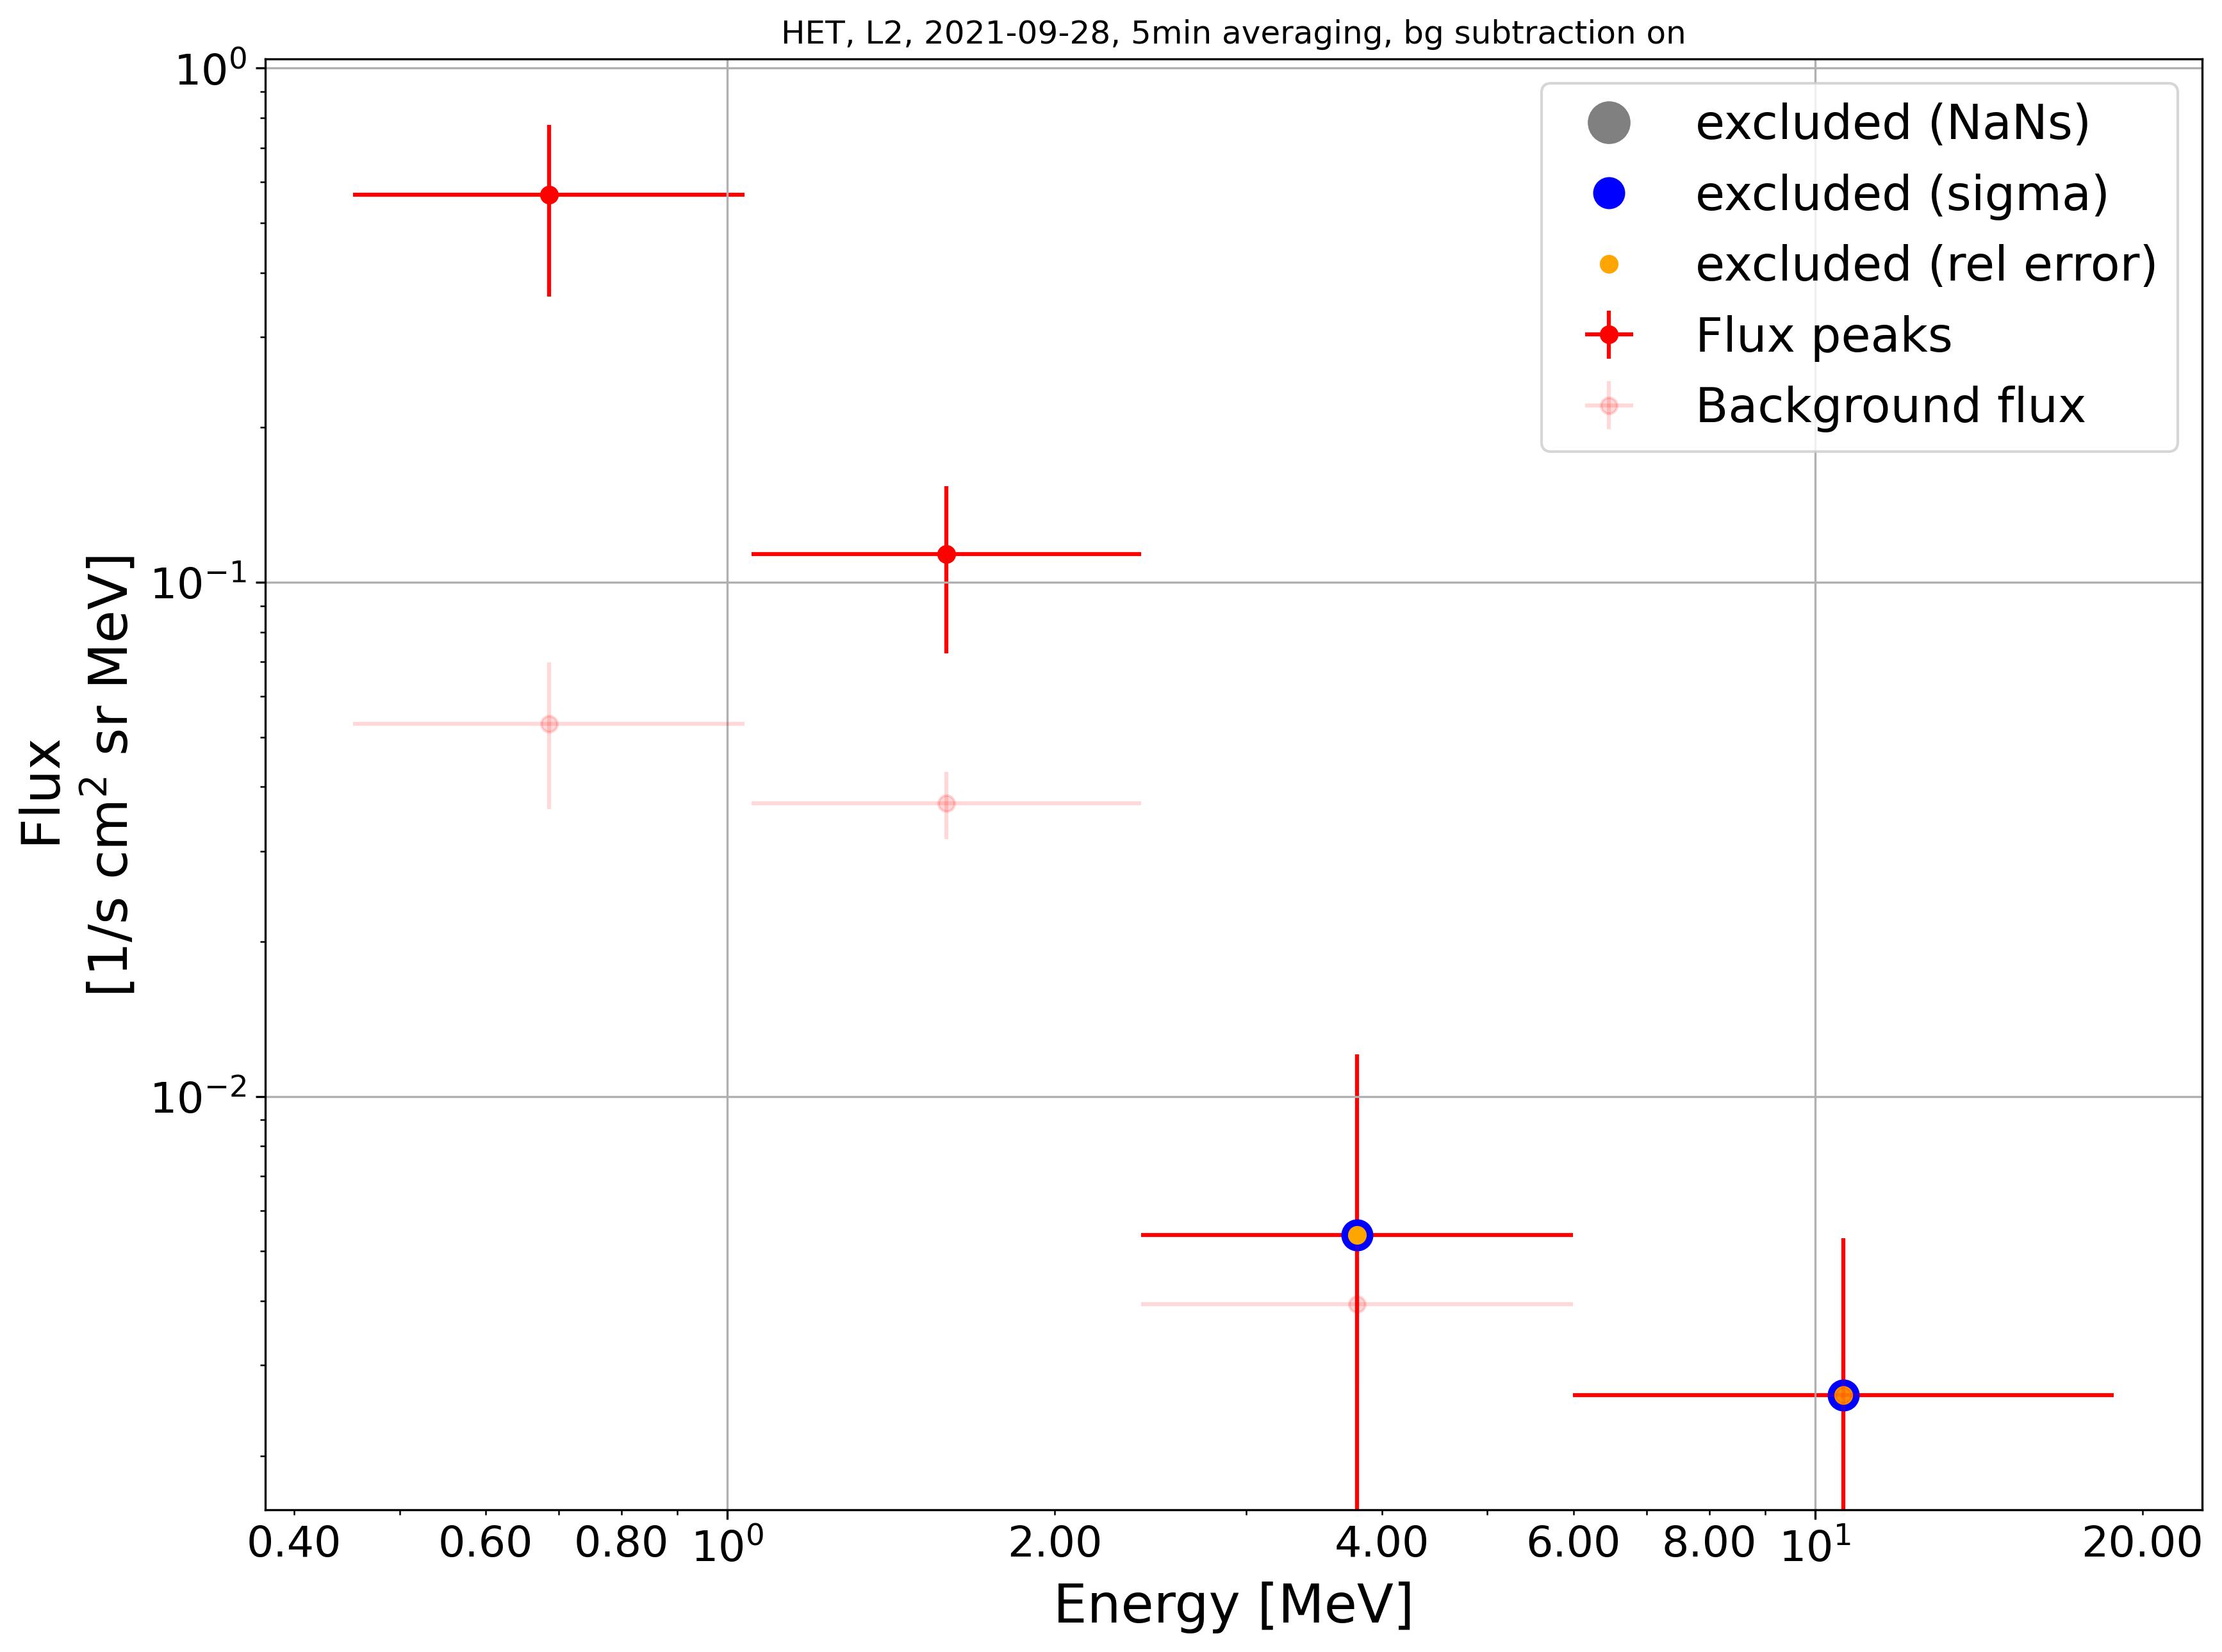 HET, L2, 2021-09-28, 5min averaging, bg subtraction on
10⁰
10⁻¹
10⁻²
Flux
[1/s cm² sr MeV]
excluded (NaNs)
excluded (sigma)
excluded (rel error)
Flux peaks
Background flux
0.40 0.60 0.80 10⁰ 2.00 4.00 6.00 8.00 10¹ 20.00
Energy [MeV]